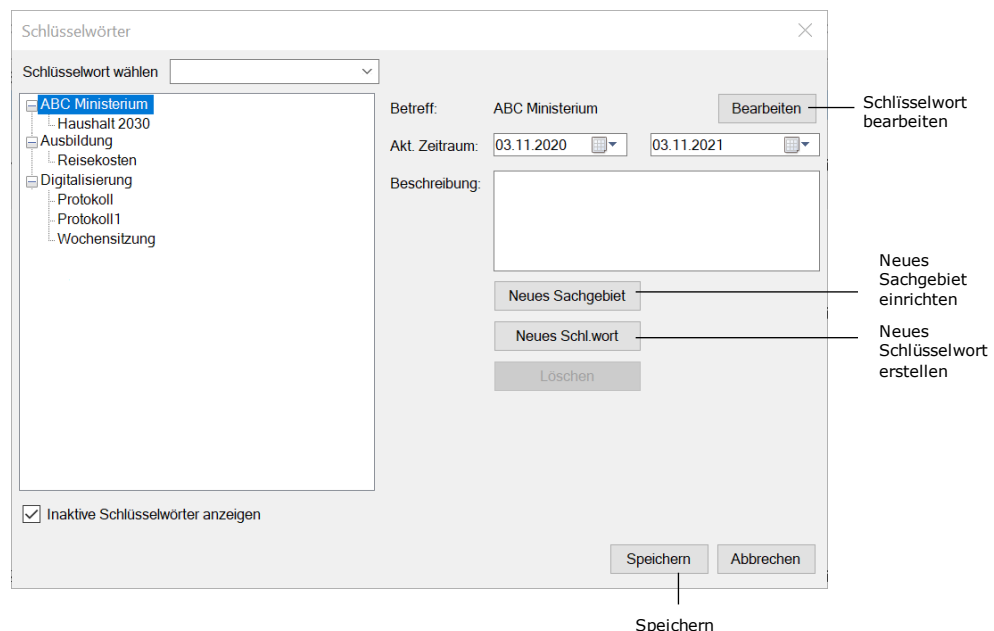 Schlüsselwörter
Schlüsselwort wählen
ABC Ministerium
Haushalt 2030
Ausbildung
Reisekosten
Digitalisierung
Protokoll
Protokoll1
Wochensitzung
Inaktive Schlüsselwörter anzeigen
Betreff: ABC Ministerium Bearbeiten
Akt. Zeitraum: 03.11.2020 03.11.2021
Beschreibung:
Neues Sachgebiet
Neues Schl.wort
Löschen
Speichern Abbrechen
Schlïsselwort
bearbeiten
Neues
Sachgebiet
einrichten
Neues
Schlüsselwort
erstellen
Speichern